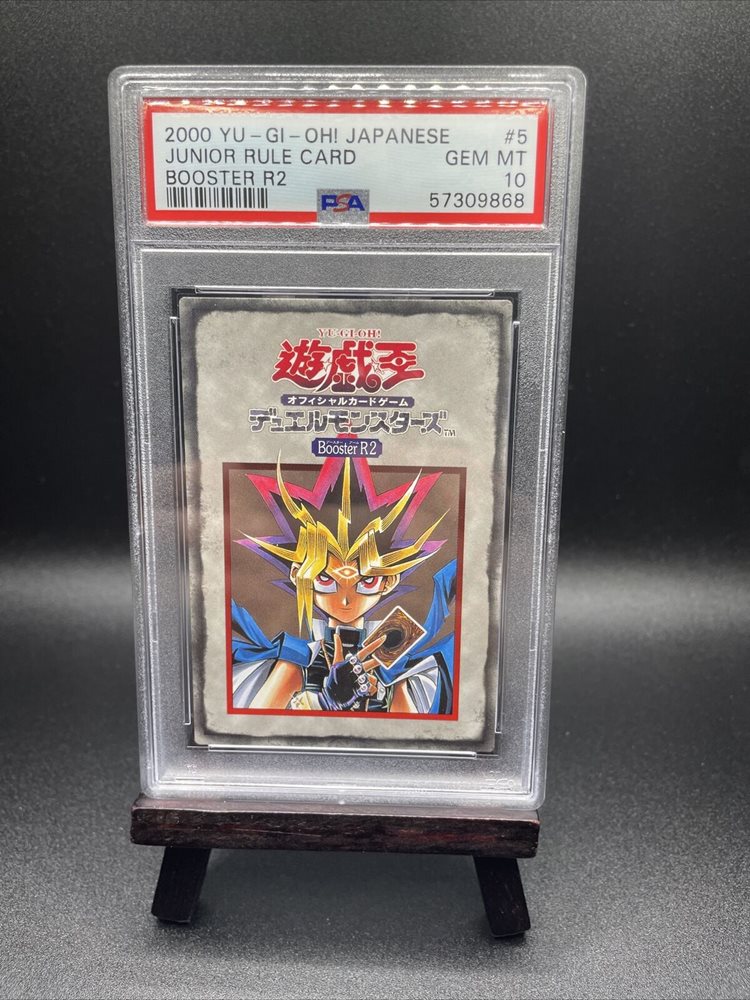 2000 YU-GI-OH! JAPANESE #5
JUNIOR RULE CARD GEM MT
BOOSTER R2 10
PSA 57309868
YU-GI-OH!
遊戯王
オフィシャルカードゲーム
デュエルモンスターズ™
Booster R2